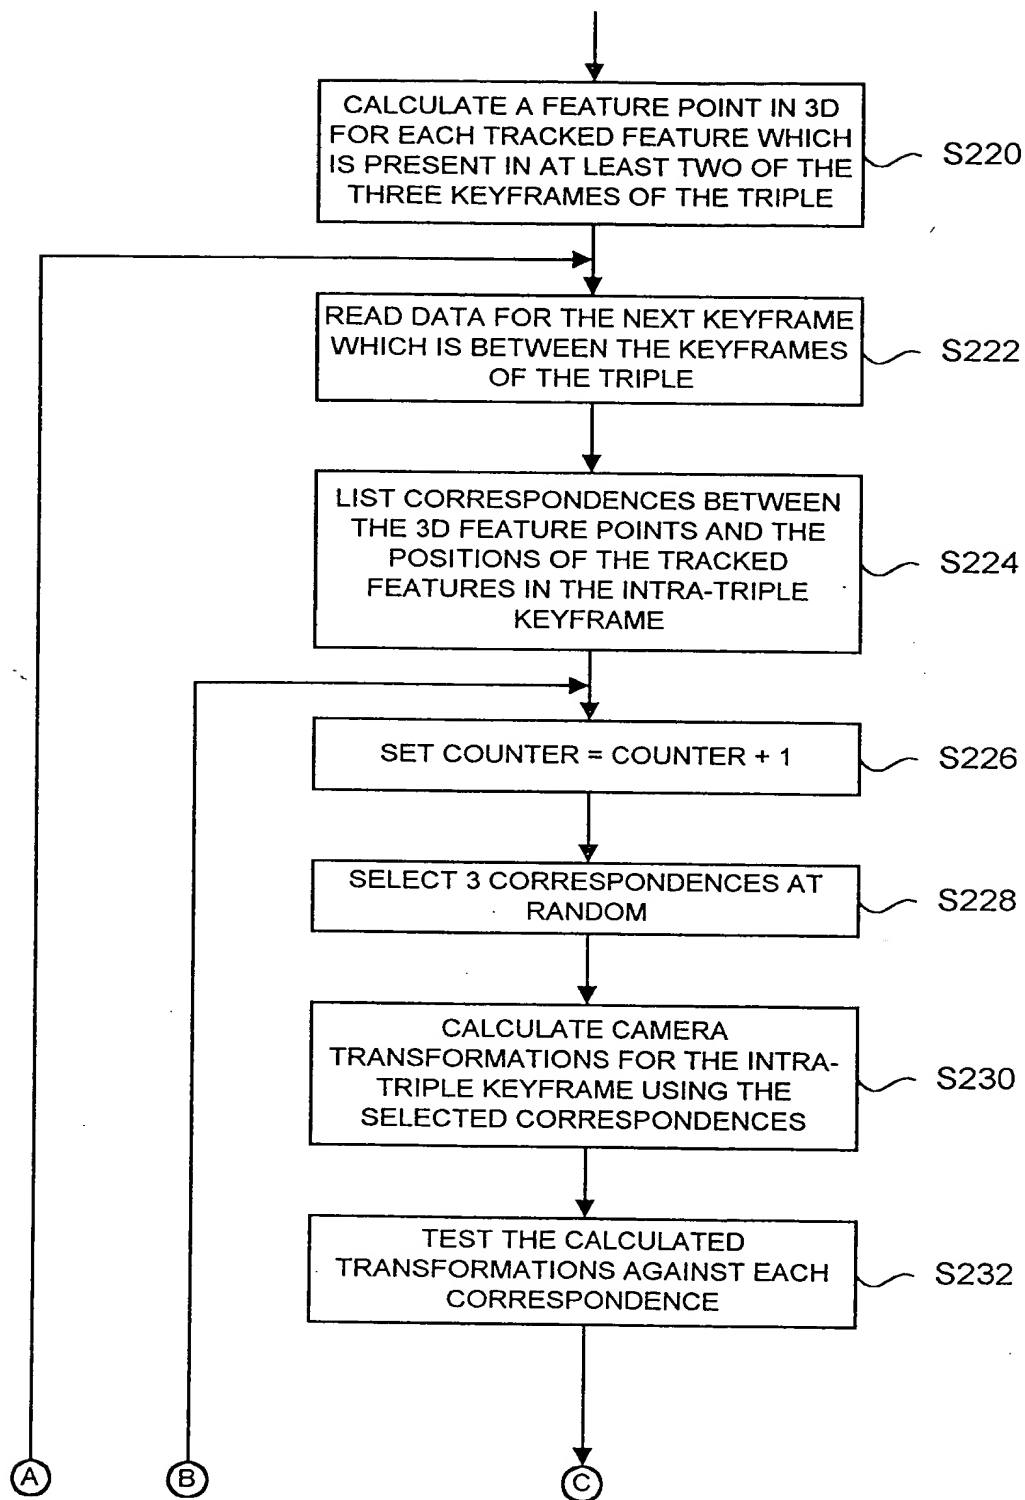 CALCULATE A FEATURE POINT IN 3D
FOR EACH TRACKED FEATURE WHICH
IS PRESENT IN AT LEAST TWO OF THE
THREE KEYFRAMES OF THE TRIPLE
S220
READ DATA FOR THE NEXT KEYFRAME
WHICH IS BETWEEN THE KEYFRAMES
OF THE TRIPLE
S222
LIST CORRESPONDENCES BETWEEN
THE 3D FEATURE POINTS AND THE
POSITIONS OF THE TRACKED
FEATURES IN THE INTRA-TRIPLE
KEYFRAME
S224
SET COUNTER = COUNTER + 1
S226
SELECT 3 CORRESPONDENCES AT
RANDOM
S228
CALCULATE CAMERA
TRANSFORMATIONS FOR THE INTRA-
TRIPLE KEYFRAME USING THE
SELECTED CORRESPONDENCES
S230
TEST THE CALCULATED
TRANSFORMATIONS AGAINST EACH
CORRESPONDENCE
S232
A
B
C